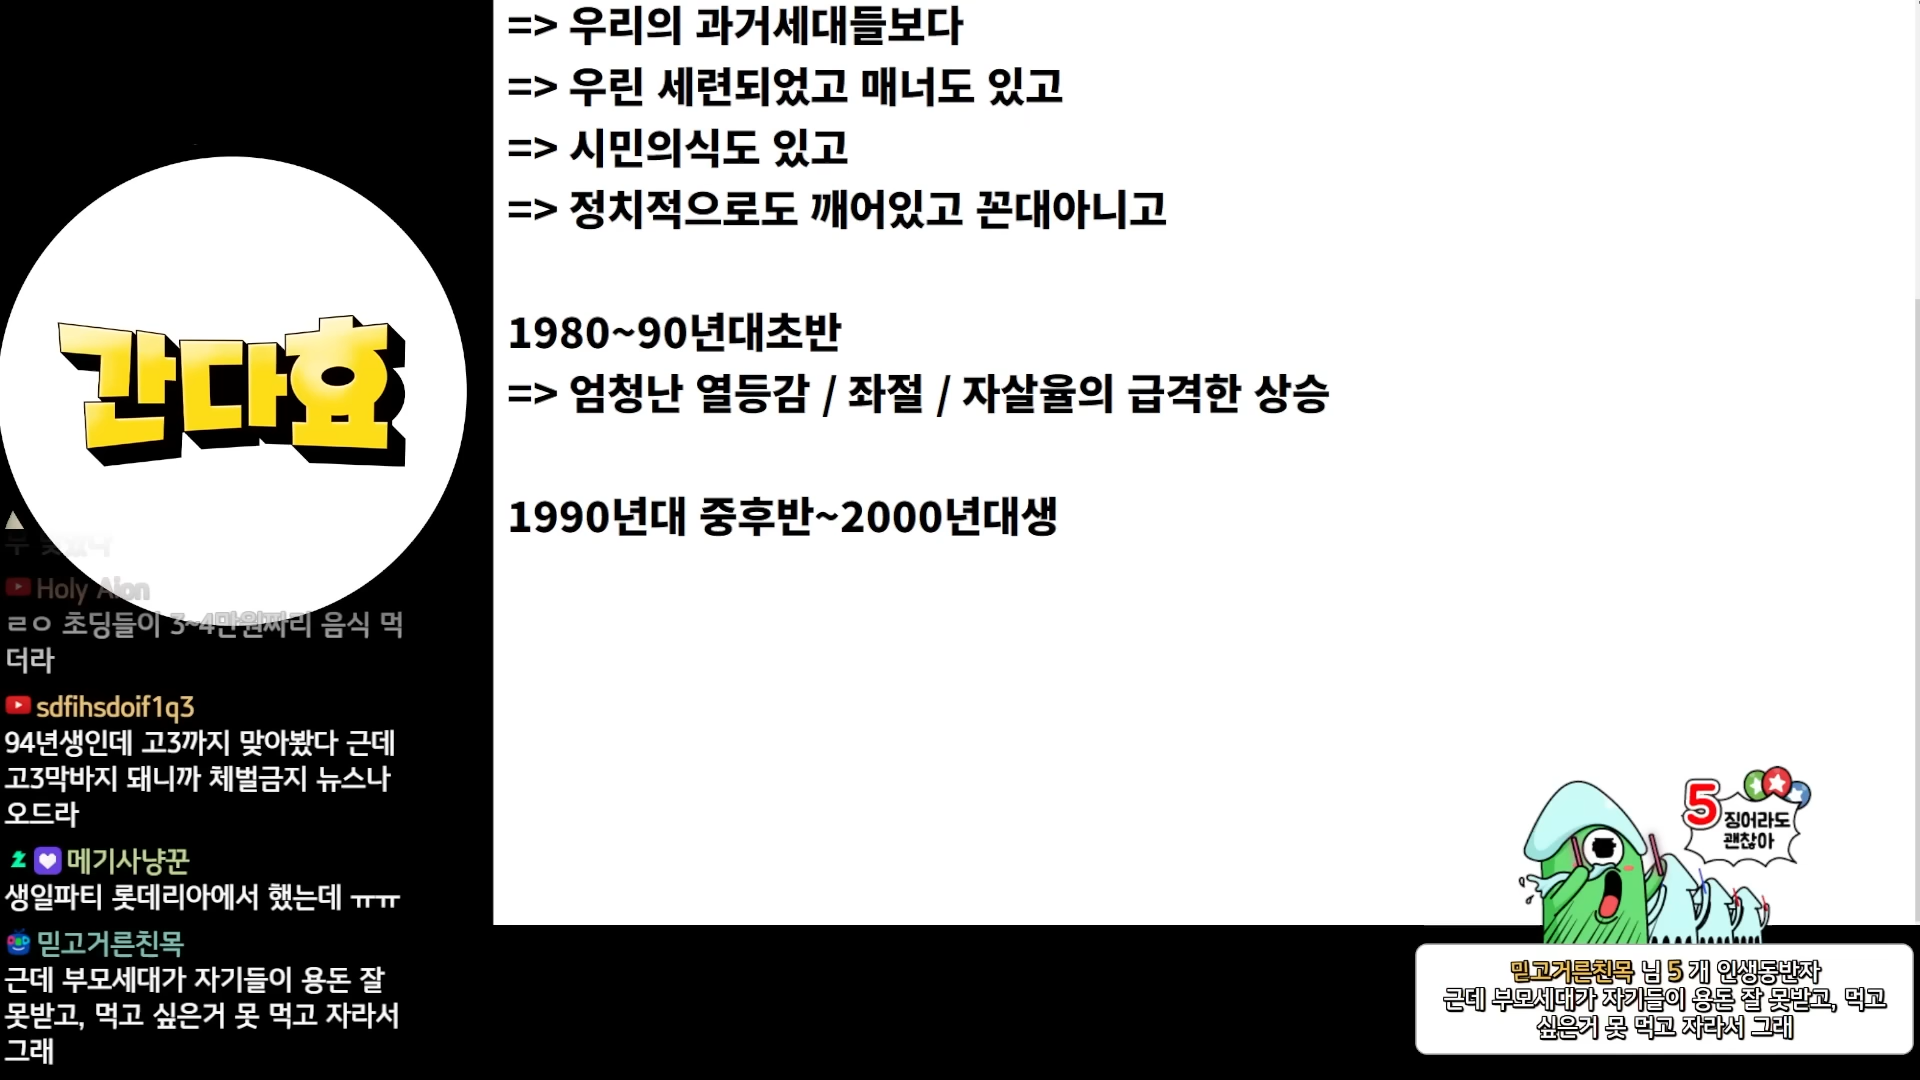 => 우리의 과거세대들보다
=> 우린 세련되었고 매너도 있고
=> 시민의식도 있고
=> 정치적으로도 깨어있고 꼰대아니고
1980~90년대초반
=> 엄청난 열등감 / 좌절 / 자살율의 급격한 상승
1990년대 중후반~2000년대생
간다효
Holy Aion
ㄹㅇ 초딩들이 3~4만원짜리 음식 먹
더라
sdfihsdoif1q3
94년생인데 고3까지 맞아봤다 근데
고3막바지 돼니까 체벌금지 뉴스나
오드라
메기사냥꾼
생일파티 롯데리아에서 했는데 ㅠㅠ
믿고거른친목
근데 부모세대가 자기들이 용돈 잘
못받고, 먹고 싶은거 못 먹고 자라서
그래
5
징어라도
괜찮아
믿고거른친목 님 5 개 인생동반자
근데 부모세대가 자기들이 용돈 잘 못받고, 먹고
싶은거 못 먹고 자라서 그래